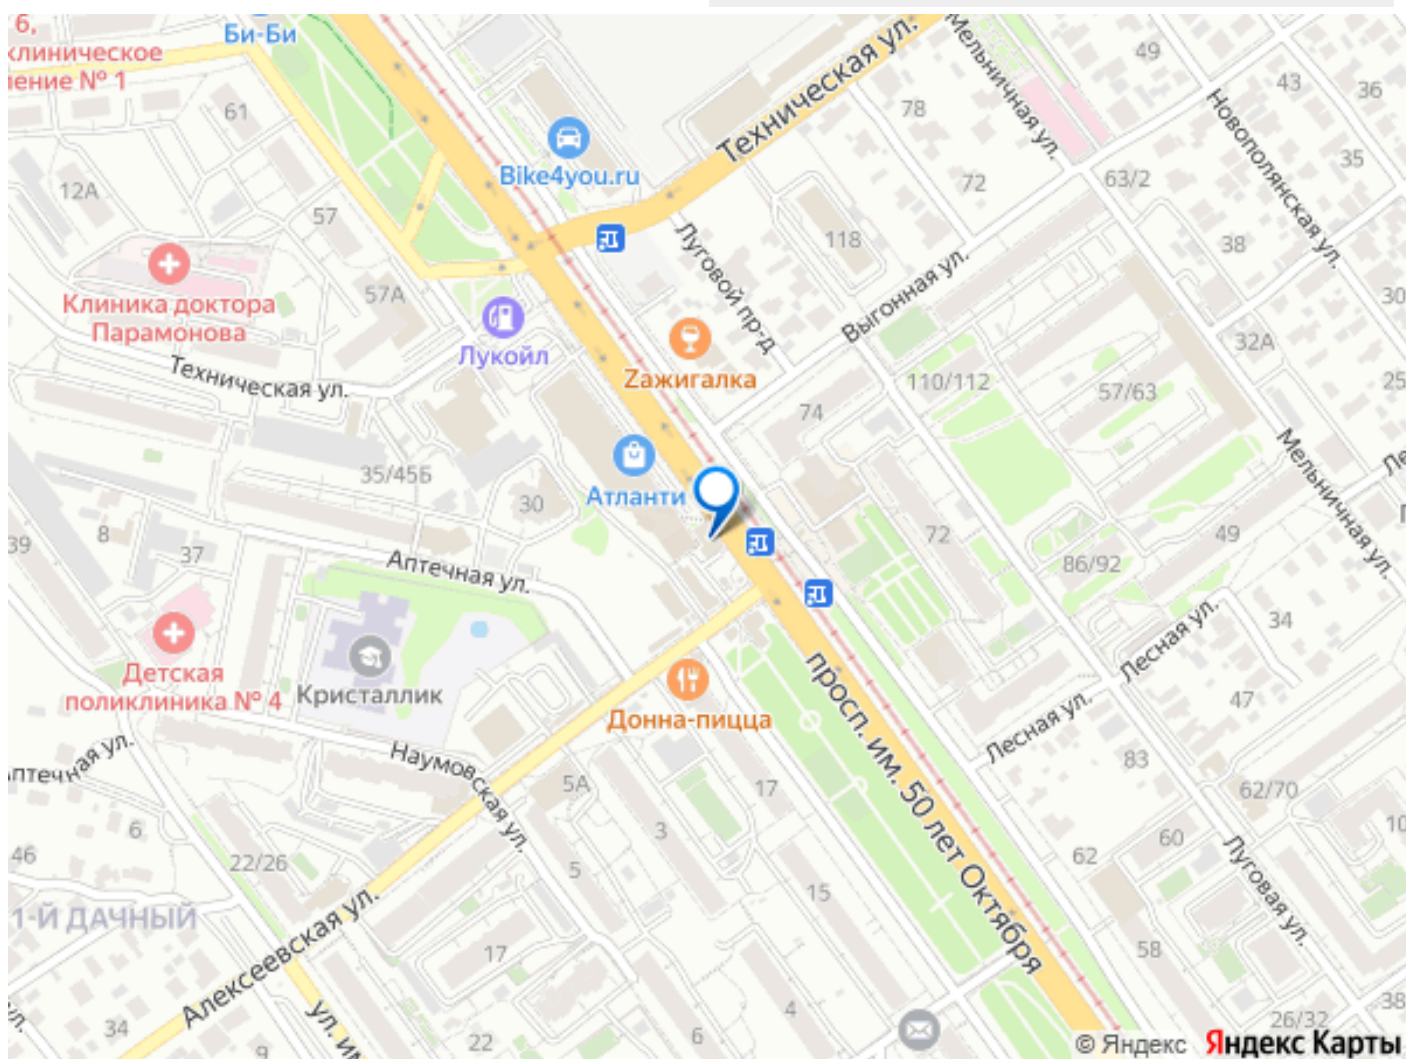 6,
клиническое
ение № 1
Би-Би
61
12А
57
57А
Клиника доктора
Парамонова
Техническая ул.
Bike4you.ru
Лукойл
Техническая ул.
Мельничная ул.
49
43
36
78
72
63/2
Новополянская ул.
35
38
118
Луговой пр-д
Выгонная ул.
30
32А
25
Zажигалка
110/112
57/63
74
35/45Б
30
Атланти
Мельничная ул.
39
8
37
Аптечная ул.
72
86/92
49
34
Детская
поликлиника № 4
Кристаллик
Лесная ул.
Лесная ул.
47
Донна-пицца
просп. им. 50 лет Октября
птечная ул.
Наумовская ул.
5А
17
83
62/70
10
6
46
22/26
3
5
60
62
Луговая ул.
15
1-Й ДАЧНЫЙ
Алексеевская ул.
17
58
4
34
9
22
6
26/32
38
© Яндекс Яндекс Карты